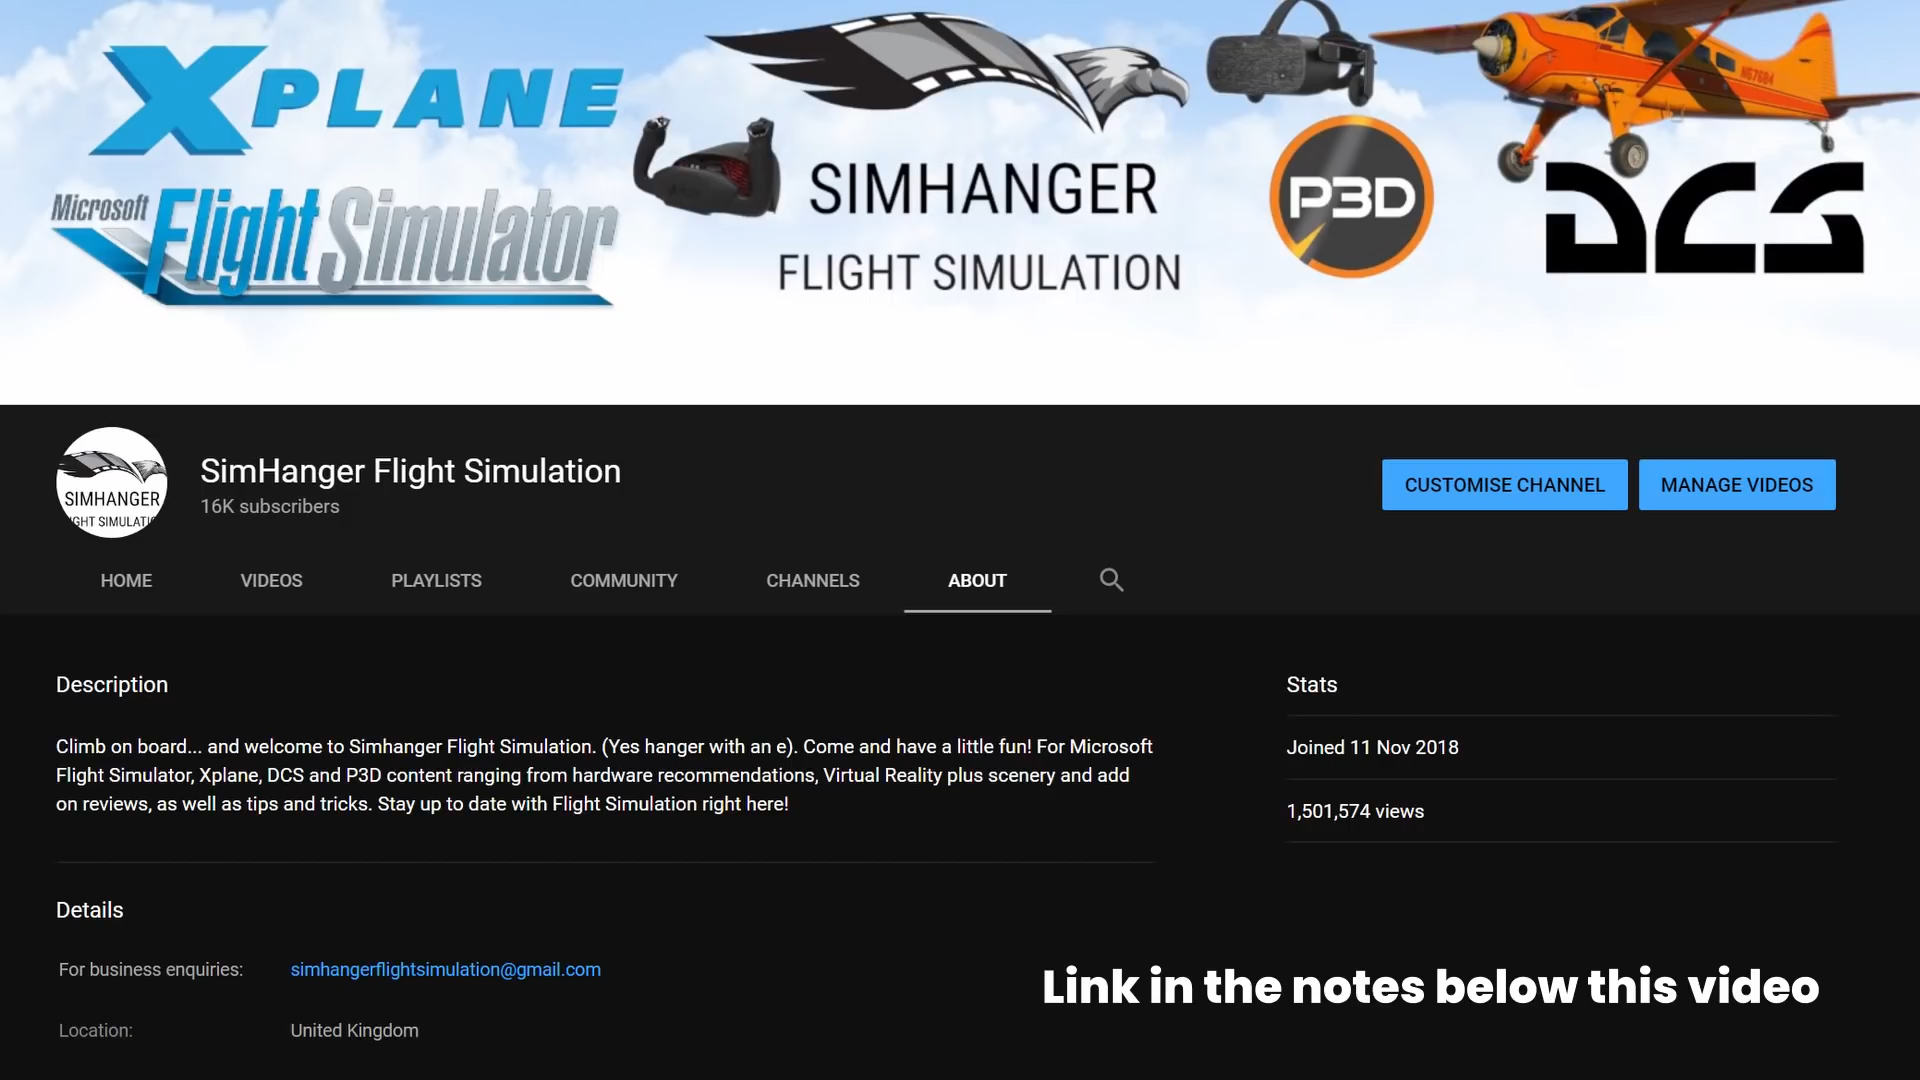 XPLANE
Microsoft
Flight Simulator
SIMHANGER
FLIGHT SIMULATION
P3D
N67684
DCS
SIMHANGER
GHT SIMULATI
SimHanger Flight Simulation
16K subscribers
CUSTOMISE CHANNEL
MANAGE VIDEOS
HOME
VIDEOS
PLAYLISTS
COMMUNITY
CHANNELS
ABOUT
Description
Climb on board... and welcome to Simhanger Flight Simulation. (Yes hanger with an e). Come and have a little fun! For Microsoft
Flight Simulator, Xplane, DCS and P3D content ranging from hardware recommendations, Virtual Reality plus scenery and add
on reviews, as well as tips and tricks. Stay up to date with Flight Simulation right here!
Stats
Joined 11 Nov 2018
1,501,574 views
Details
For business enquiries:
simhangerflightsimulation@gmail.com
Location:
United Kingdom
Link in the notes below this video